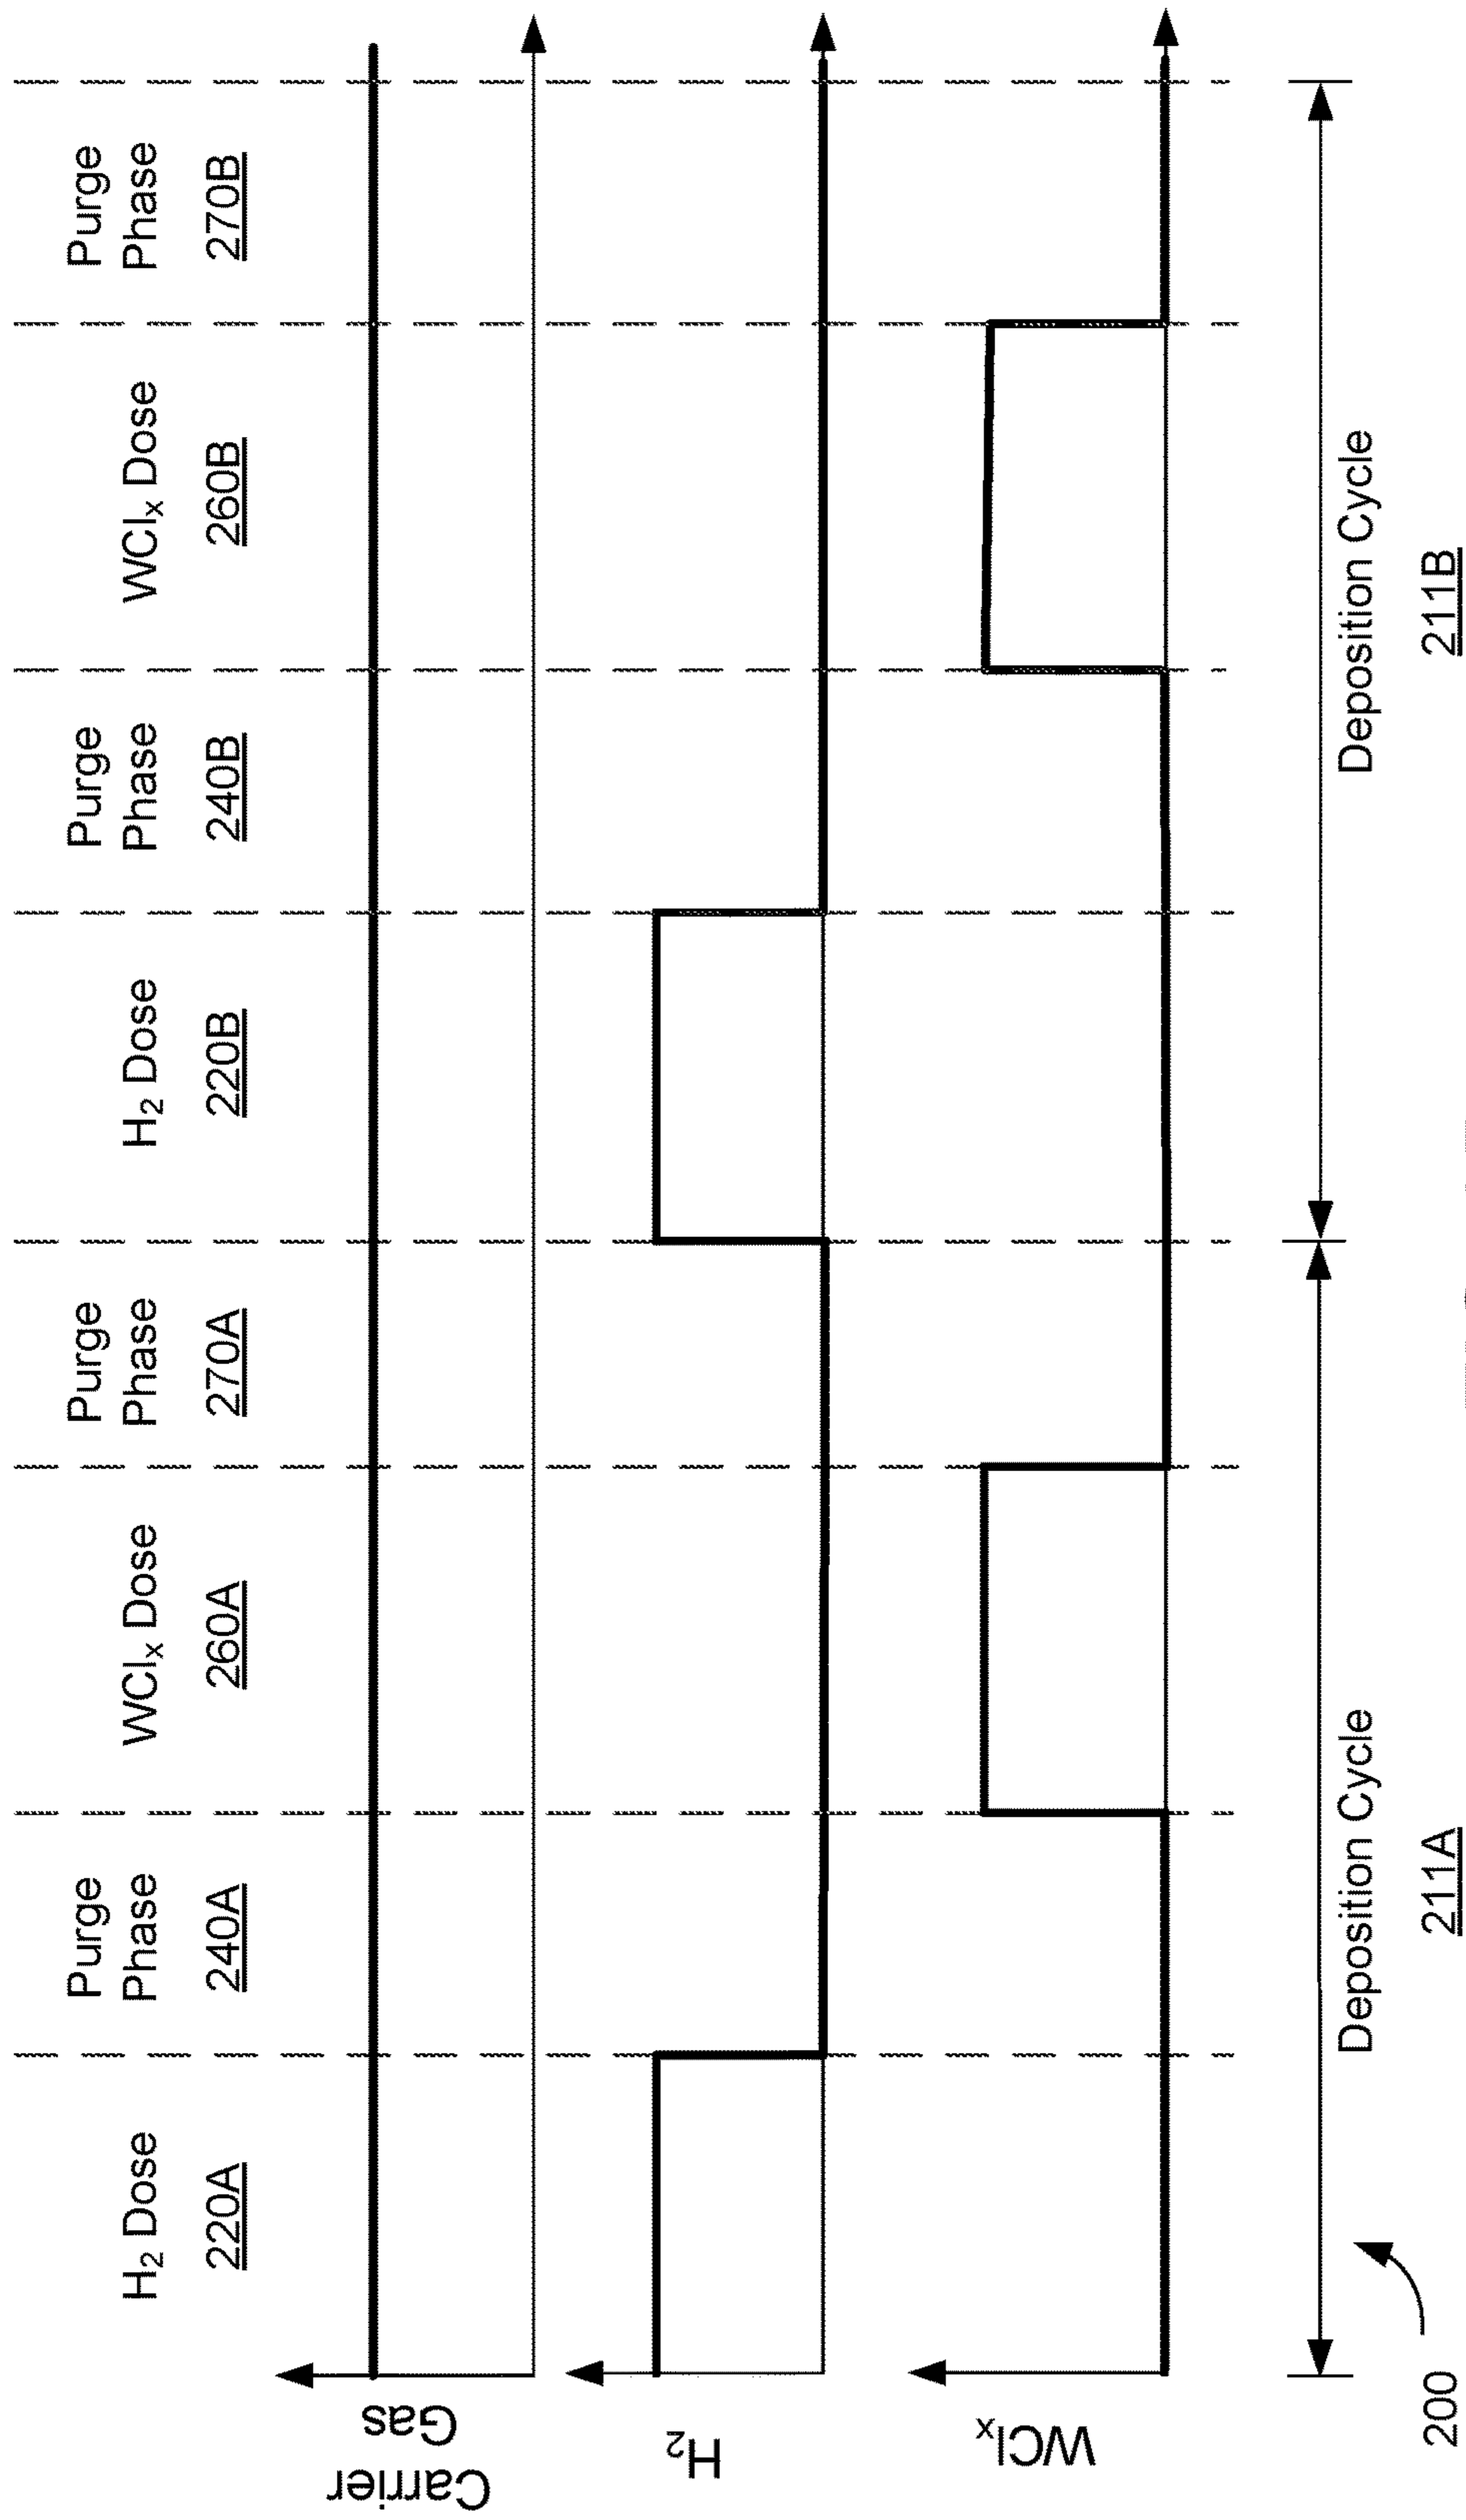 H₂ Dose
220A
Purge
Phase
240A
WClₓ Dose
260A
Purge
Phase
270A
H₂ Dose
220B
Purge
Phase
240B
WClₓ Dose
260B
Purge
Phase
270B
Carrier
Gas
H₂
WClₓ
Deposition Cycle
211A
Deposition Cycle
211B
200